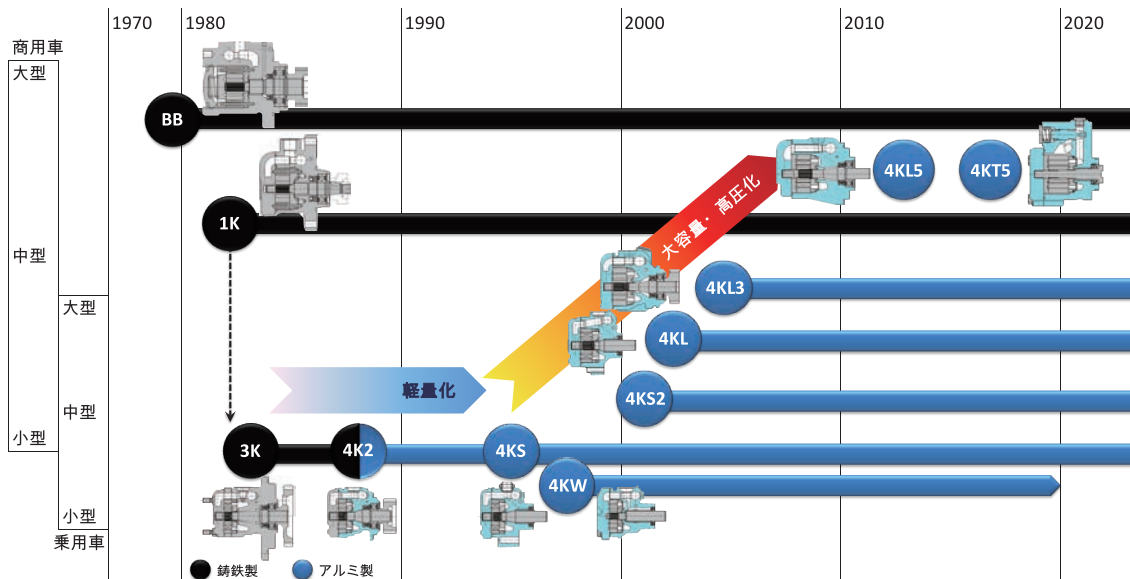 1970
1980
1990
2000
2010
2020
商用車
大型
中型
小型
大型
中型
小型
乗用車
BB
1K
4KL5
4KT5
大容量・高圧化
4KL3
4KL
軽量化
4KS2
3K
4K2
4KS
4KW
鋳鉄製
アルミ製